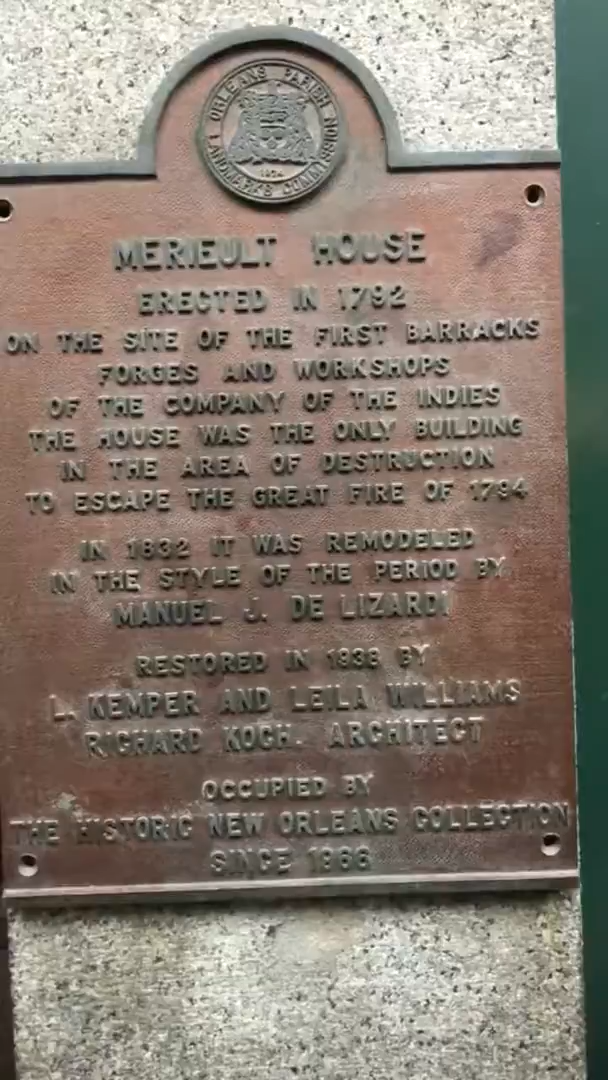 ORLEANS PARISH
LANDMARKS COMMISSION
MERIEULT HOUSE
ERECTED IN 1792
ON THE SITE OF THE FIRST BARRACKS
FORGES AND WORKSHOPS
OF THE COMPANY OF THE INDIES
THE HOUSE WAS THE ONLY BUILDING
IN THE AREA OF DESTRUCTION
TO ESCAPE THE GREAT FIRE OF 1794
IN 1832 IT WAS REMODELED
IN THE STYLE OF THE PERIOD BY
MANUEL J. DE LIZARDI
RESTORED IN 1938 BY
L. KEMPER AND LEILA WILLIAMS
RICHARD KOCH. ARCHITECT
OCCUPIED BY
THE HISTORIC NEW ORLEANS COLLECTION
SINCE 1966